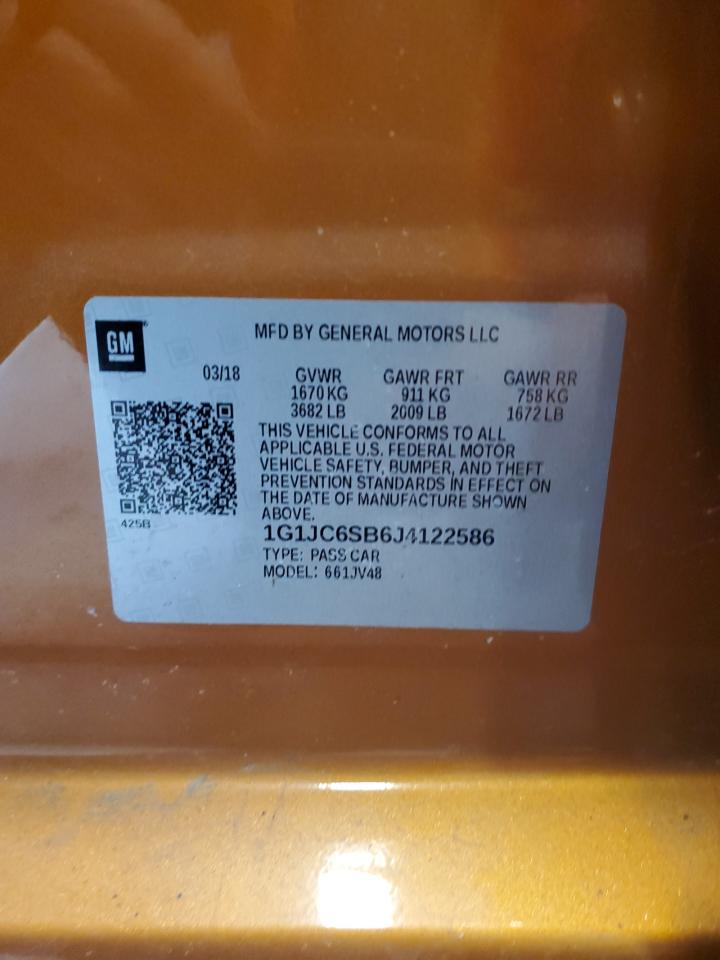 GM
MFD BY GENERAL MOTORS LLC
03/18 GVWR GAWR FRT GAWR RR
1670 KG 911 KG 758 KG
3682 LB 2009 LB 1672 LB
THIS VEHICLE CONFORMS TO ALL
APPLICABLE U.S. FEDERAL MOTOR
VEHICLE SAFETY, BUMPER, AND THEFT
PREVENTION STANDARDS IN EFFECT ON
THE DATE OF MANUFACTURE SHOWN
ABOVE.
425B
1G1JC6SB6J4122586
TYPE: PASS CAR
MODEL: 661JV48